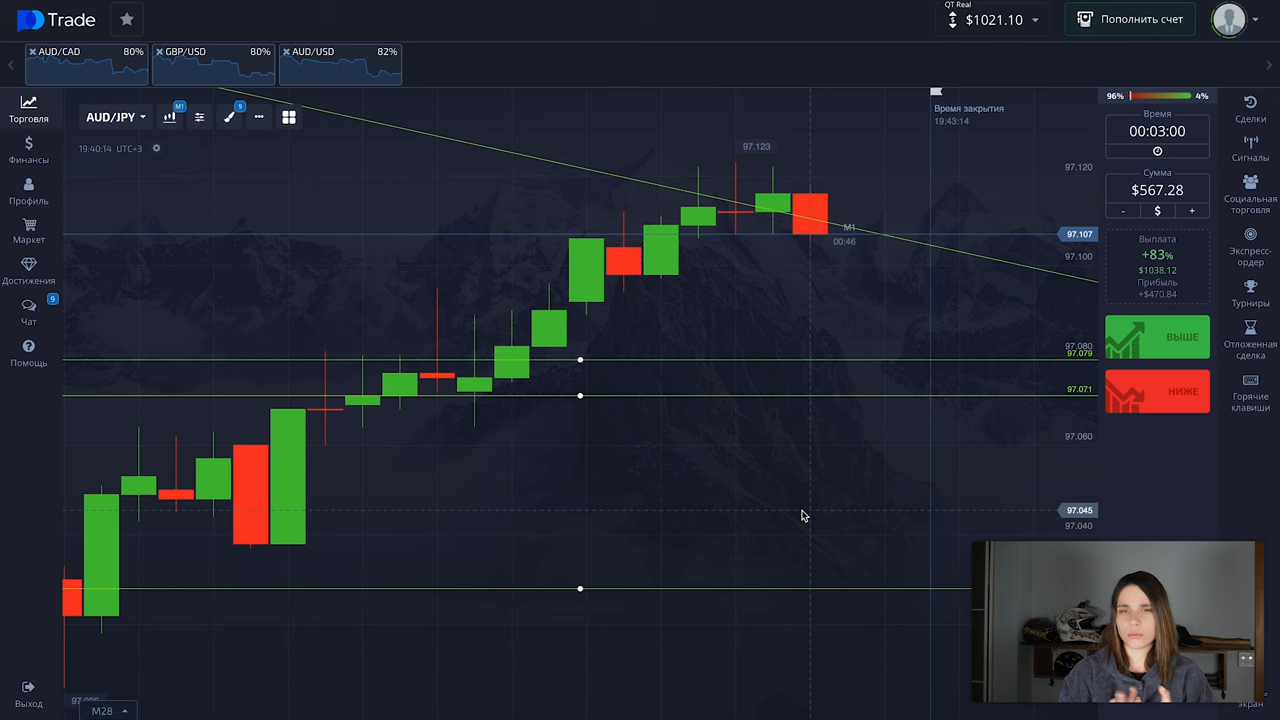 Trade
QT Real
$1021.10
Пополнить счет
AUD/CAD 80%
GBP/USD 80%
AUD/USD 82%
Торговля
Финансы
Профиль
Маркет
Достижения
9
Чат
Помощь
Выход
AUD/JPY
M1
9
19:40:14 UTC+3
97.123
M1
00:46
Время закрытия
19:43:14
97.120
97.107
97.100
97.080
97.079
97.071
97.060
97.045
97.040
M28
96% 4%
Время
00:03:00
Сумма
$567.28
- $ +
Выплата
+83%
$1038.12
Прибыль
+$470.84
ВЫШЕ
НИЖЕ
Сделки
Сигналы
Социальная
торговля
Экспресс-
ордер
Турниры
Отложенная
сделка
Горячие
клавиши
экран